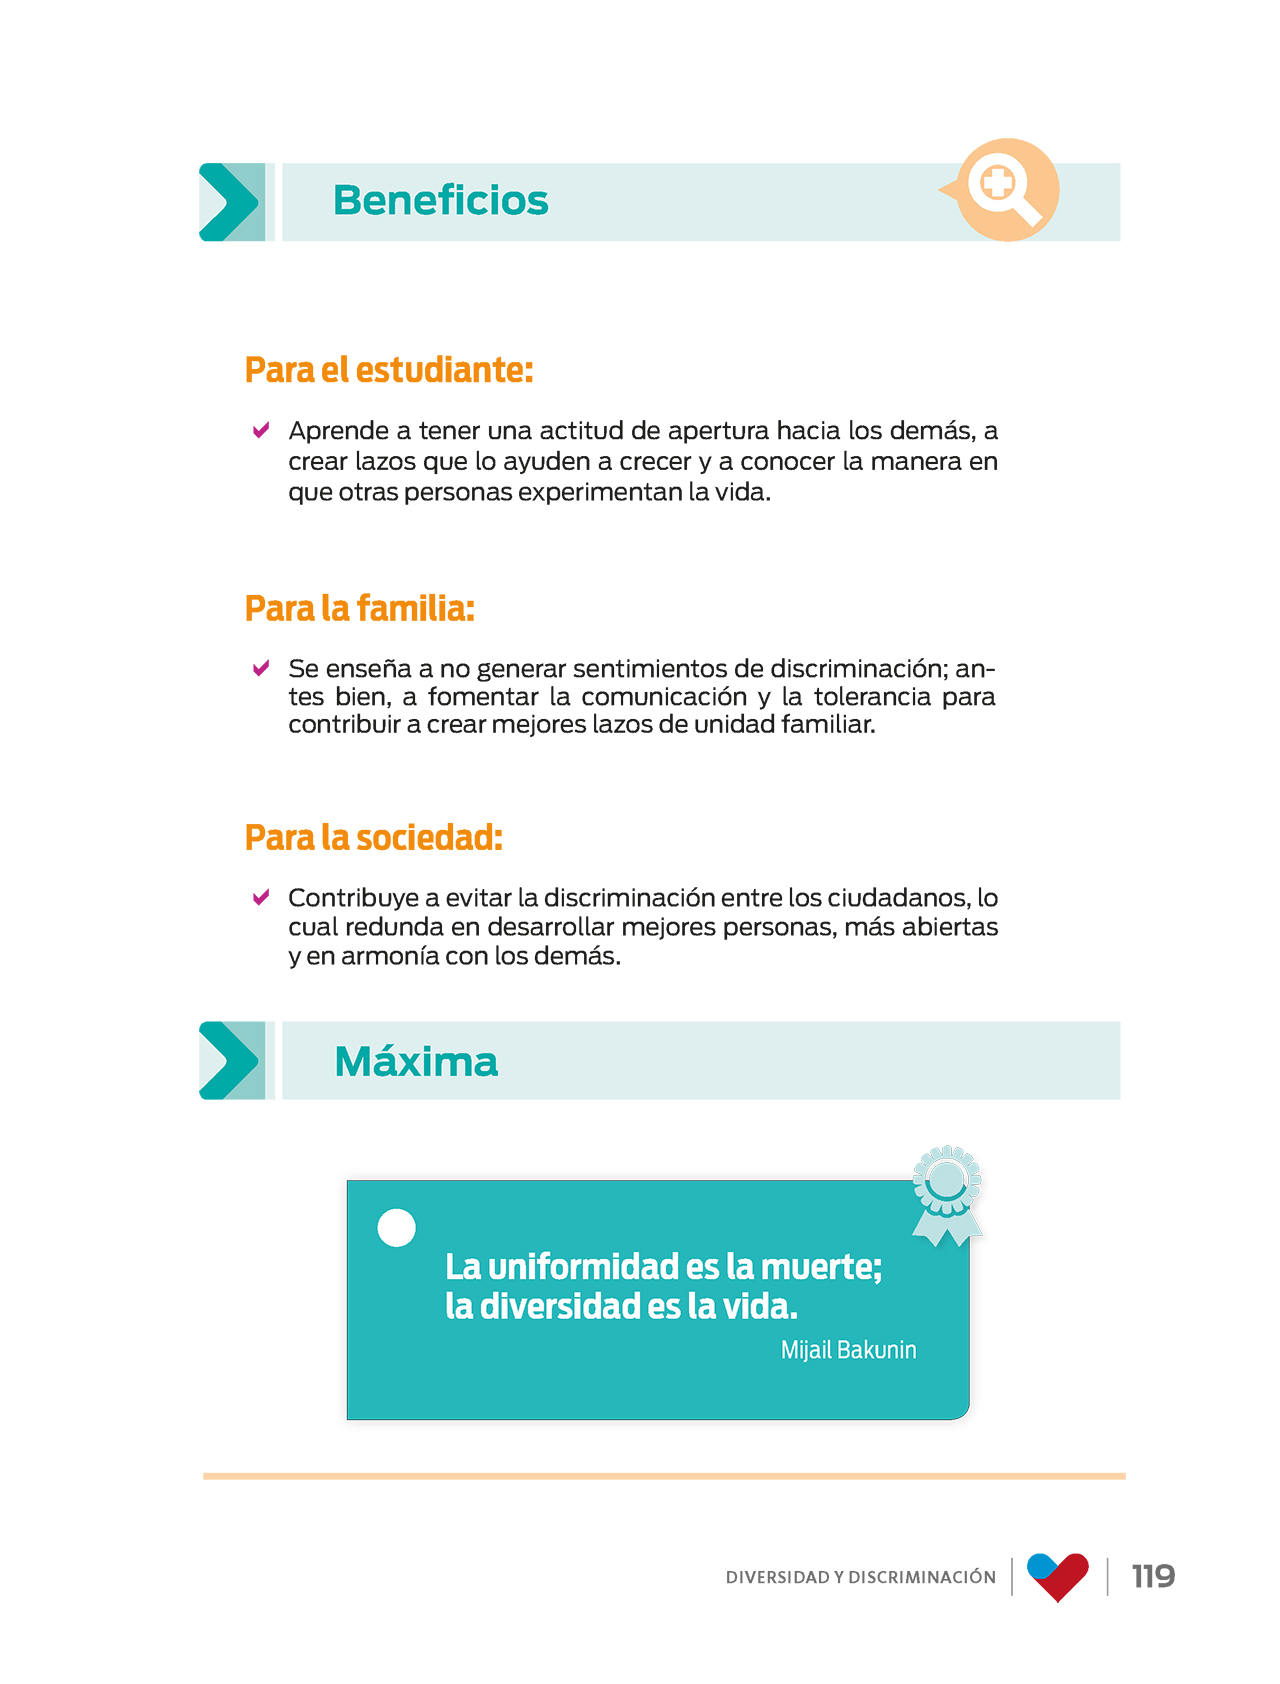 Beneficios
Para el estudiante:
Aprende a tener una actitud de apertura hacia los demás, a
crear lazos que lo ayuden a crecer y a conocer la manera en
que otras personas experimentan la vida.
Para la familia:
Se enseña a no generar sentimientos de discriminación; an-
tes bien, a fomentar la comunicación y la tolerancia para
contribuir a crear mejores lazos de unidad familiar.
Para la sociedad:
Contribuye a evitar la discriminación entre los ciudadanos, lo
cual redunda en desarrollar mejores personas, más abiertas
y en armonía con los demás.
Máxima
La uniformidad es la muerte;
la diversidad es la vida.
Mijail Bakunin
DIVERSIDAD Y DISCRIMINACIÓN
119